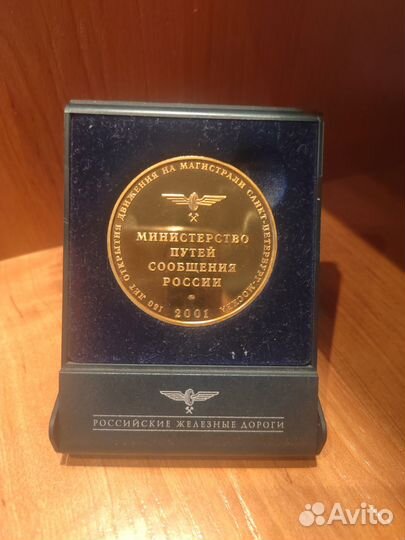 150 ЛЕТ ОТКРЫТИЯ ДВИЖЕНИЯ НА МАГИСТРАЛИ САНКТ-ПЕТЕРБУРГ-МОСКВА
МИНИСТЕРСТВО
ПУТЕЙ
СООБЩЕНИЯ
РОССИИ
2001
РОССИЙСКИЕ ЖЕЛЕЗНЫЕ ДОРОГИ
Avito